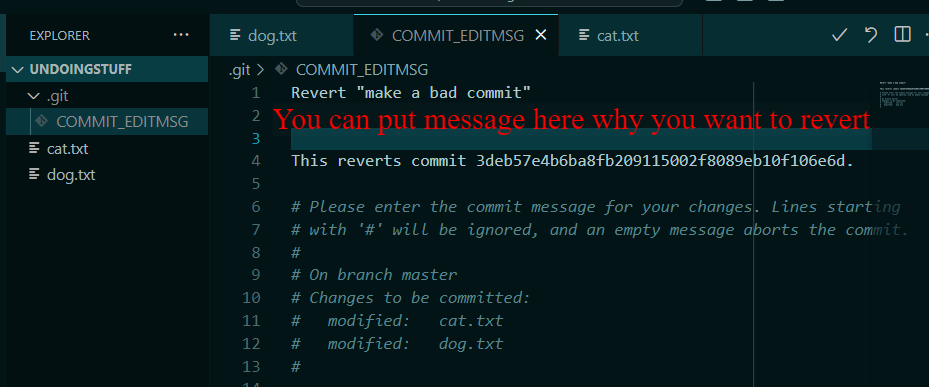 EXPLORER ···
dog.txt COMMIT_EDITMSG cat.txt
UNDOINGSTUFF
.git
COMMIT_EDITMSG
cat.txt
dog.txt
.git > COMMIT_EDITMSG
1 Revert "make a bad commit"
2
You can put message here why you want to revert
3
4 This reverts commit 3deb57e4b6ba8fb209115002f8089eb10f106e6d.
5
6 # Please enter the commit message for your changes. Lines starting
7 # with '#' will be ignored, and an empty message aborts the commit.
8 #
9 # On branch master
10 # Changes to be committed:
11 #   modified:   cat.txt
12 #   modified:   dog.txt
13 #